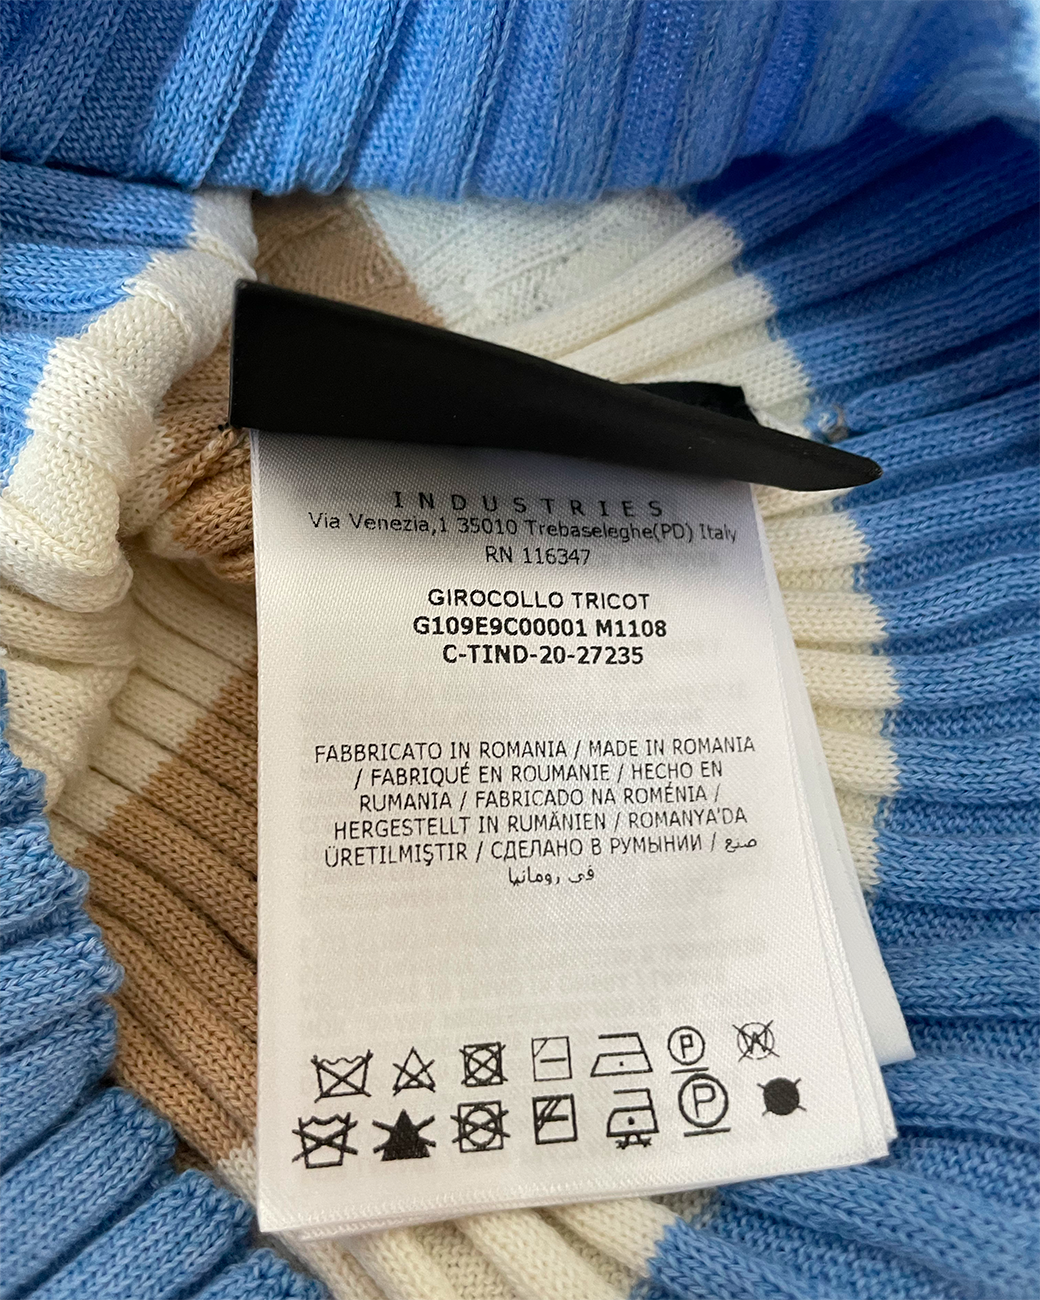 INDUSTRIES
Via Venezia,1 35010 Trebaseleghe(PD) Italy
RN 116347
GIROCOLLO TRICOT
G109E9C00001 M1108
C-TIND-20-27235
FABBRICATO IN ROMANIA / MADE IN ROMANIA
/ FABRIQUÉ EN ROUMANIE / HECHO EN
RUMANIA / FABRICADO NA ROMÉNIA /
HERGESTELLT IN RUMÄNIEN / ROMANYA'DA
ÜRETILMIŞTIR / СДЕЛАНО В РУМЫНИИ / صنع
في رومانيا
P W
P